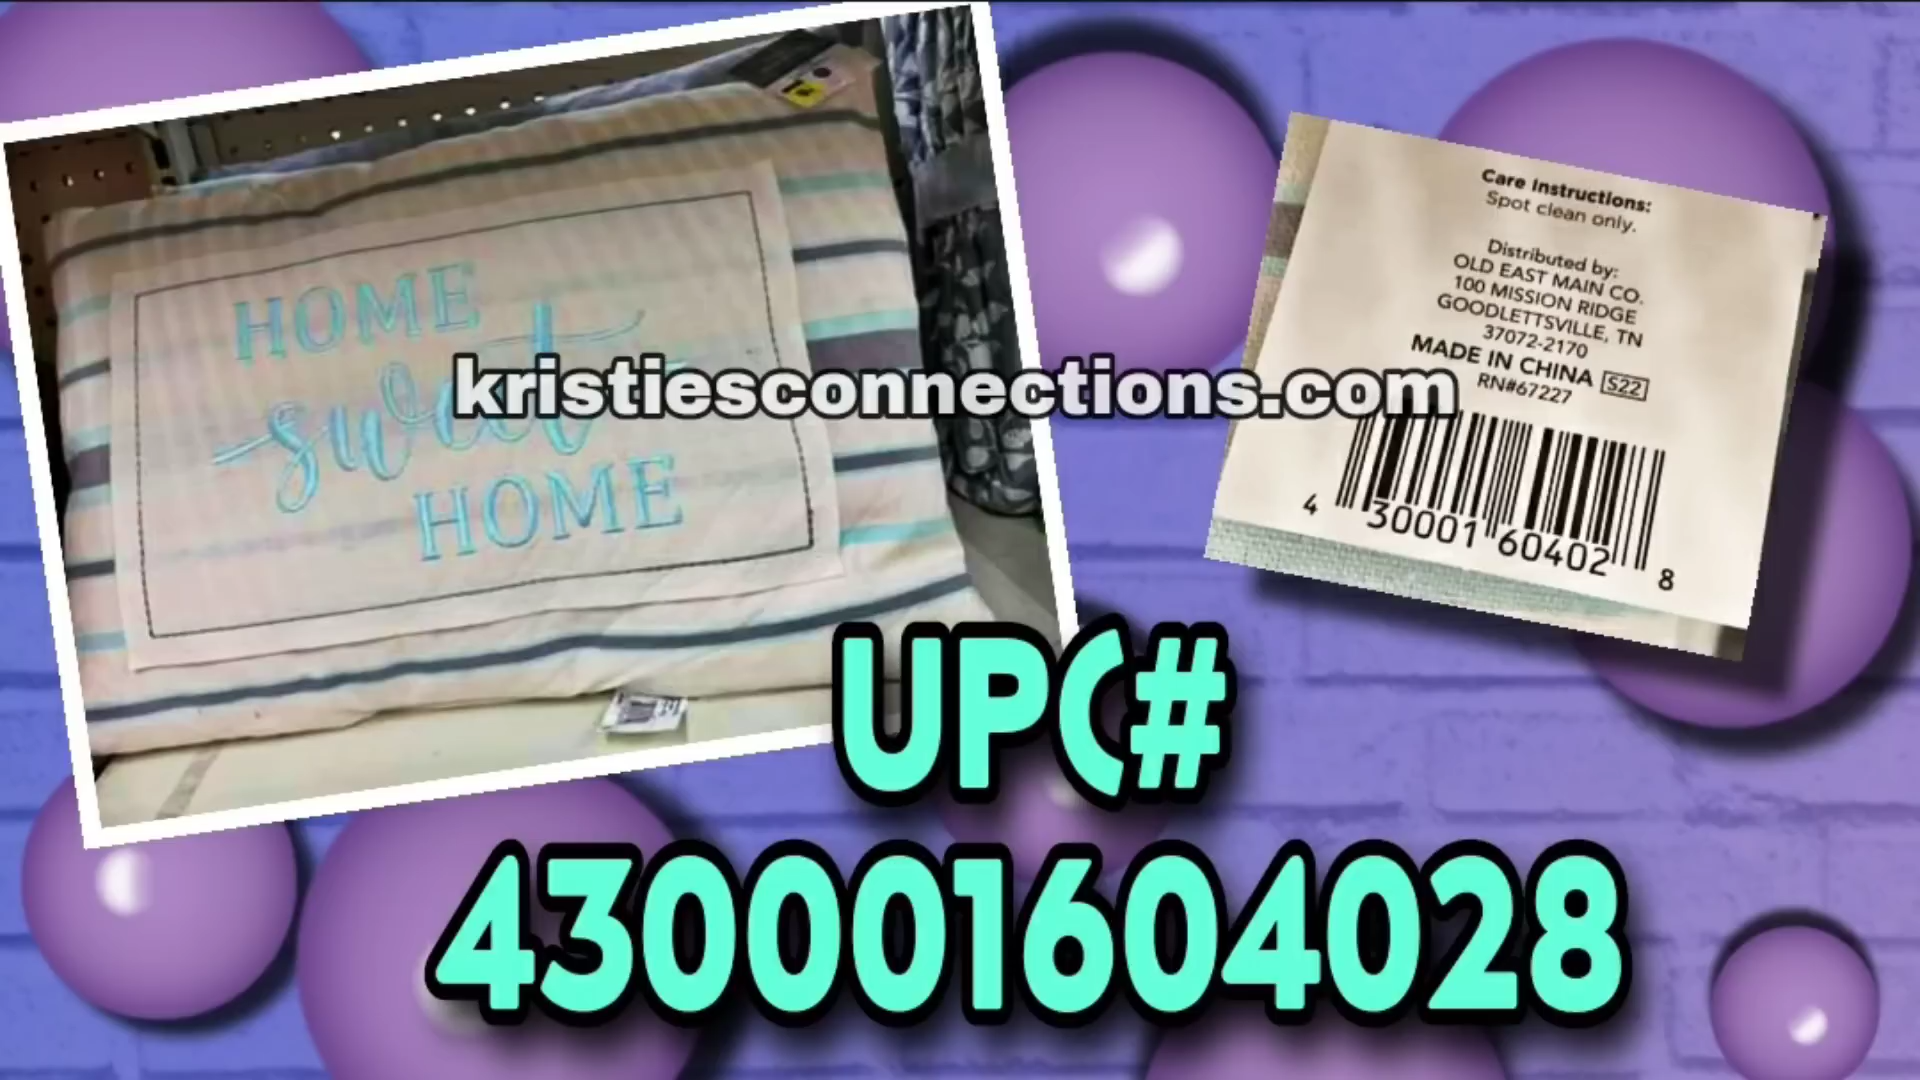 HOME
sweet
HOME
kristiesconnections.com
Care Instructions:
Spot clean only.
Distributed by:
OLD EAST MAIN CO.
100 MISSION RIDGE
GOODLETTSVILLE, TN
37072-2170
MADE IN CHINA S22
RN#67227
4 30001 60402 8
UPC#
430001604028